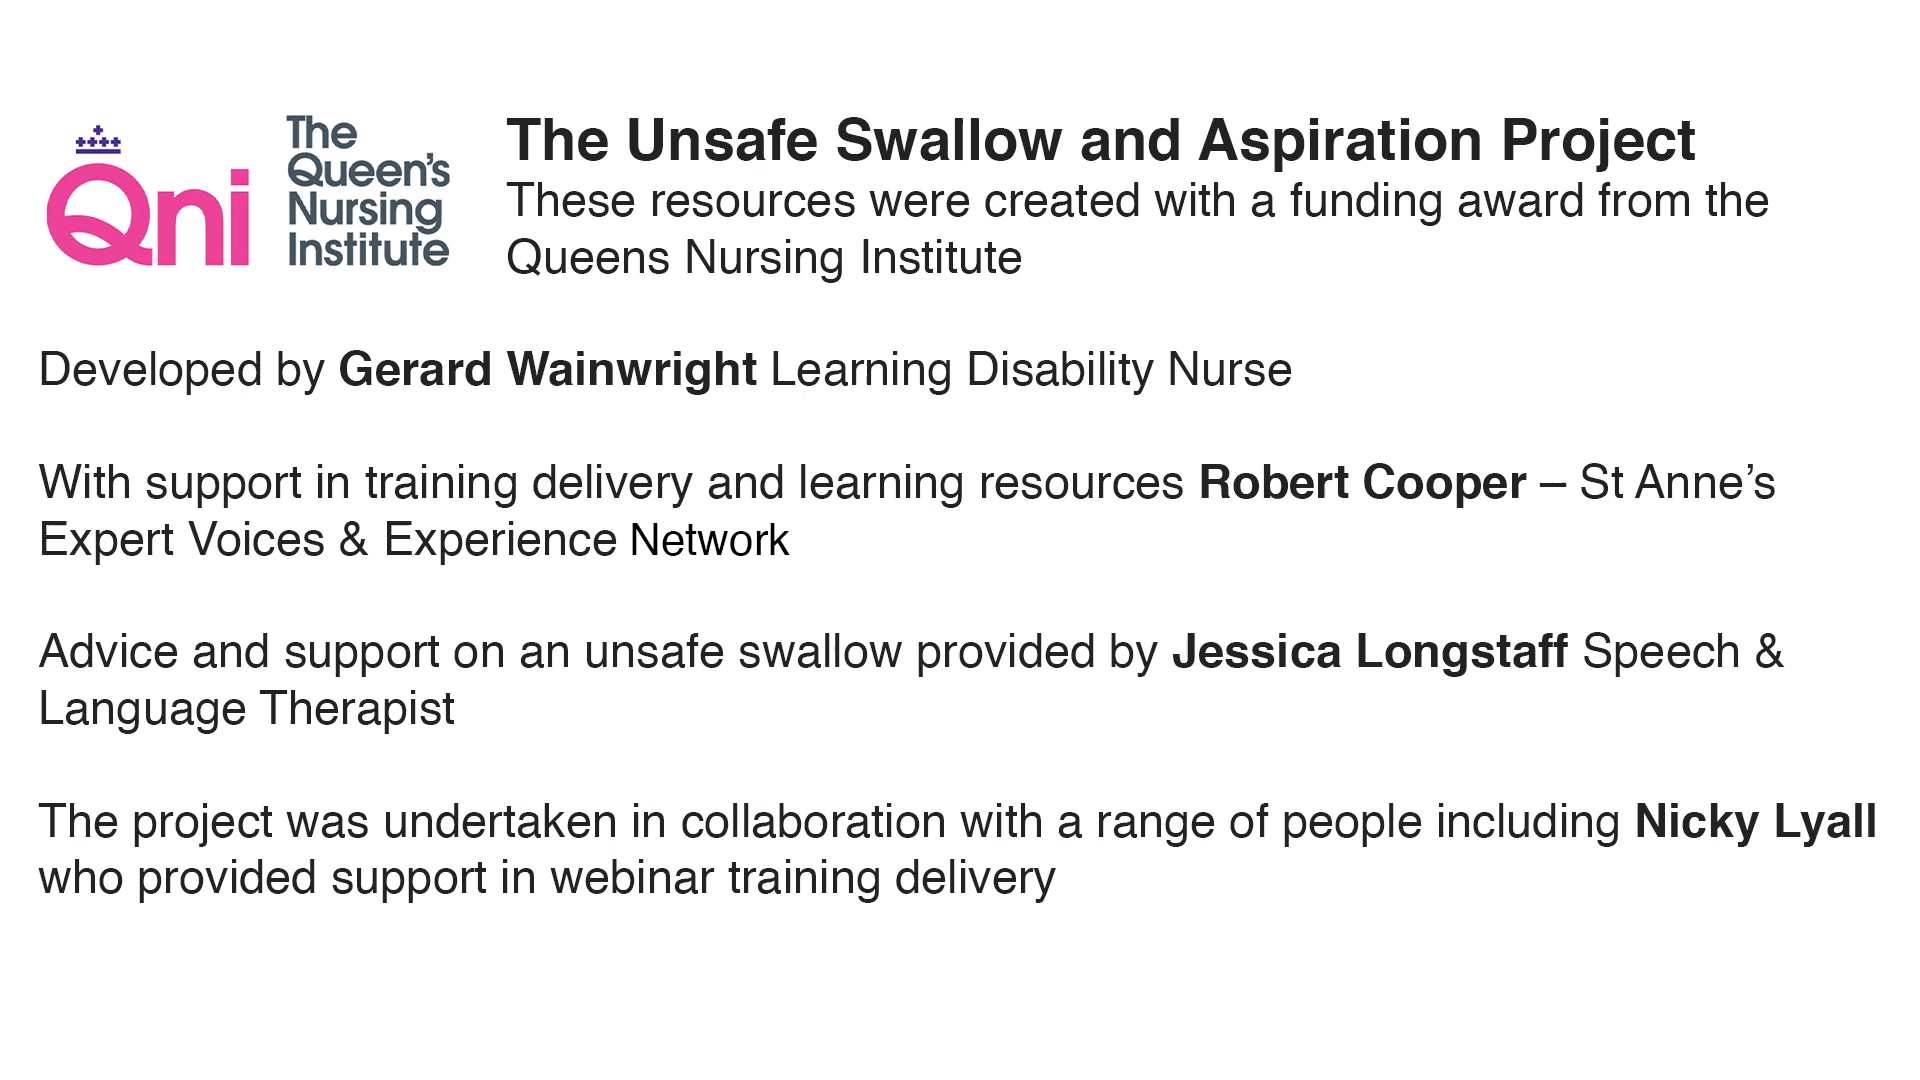 Qni
The
Queen’s
Nursing
Institute
The Unsafe Swallow and Aspiration Project
These resources were created with a funding award from the
Queens Nursing Institute
Developed by Gerard Wainwright Learning Disability Nurse
With support in training delivery and learning resources Robert Cooper – St Anne’s
Expert Voices & Experience Network
Advice and support on an unsafe swallow provided by Jessica Longstaff Speech &
Language Therapist
The project was undertaken in collaboration with a range of people including Nicky Lyall
who provided support in webinar training delivery